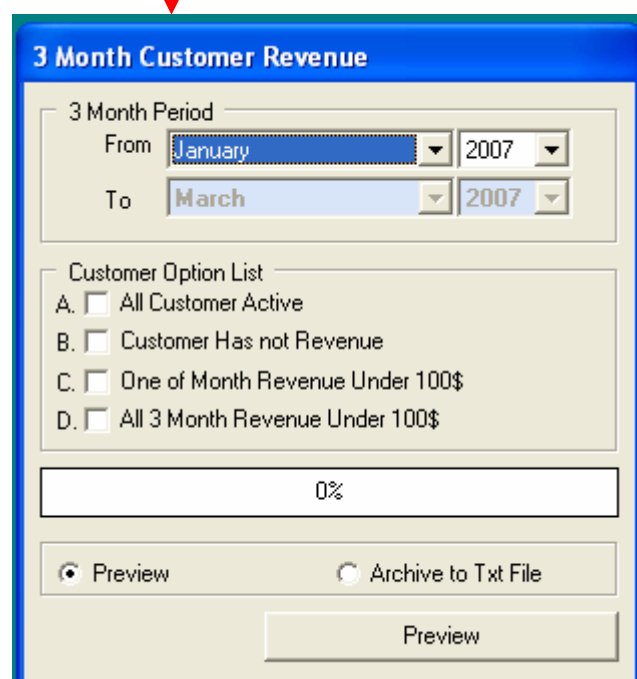 3 Month Customer Revenue
3 Month Period
From January 2007
To March 2007
Customer Option List
A. All Customer Active
B. Customer Has not Revenue
C. One of Month Revenue Under 100$
D. All 3 Month Revenue Under 100$
0%
Preview Archive to Txt File
Preview